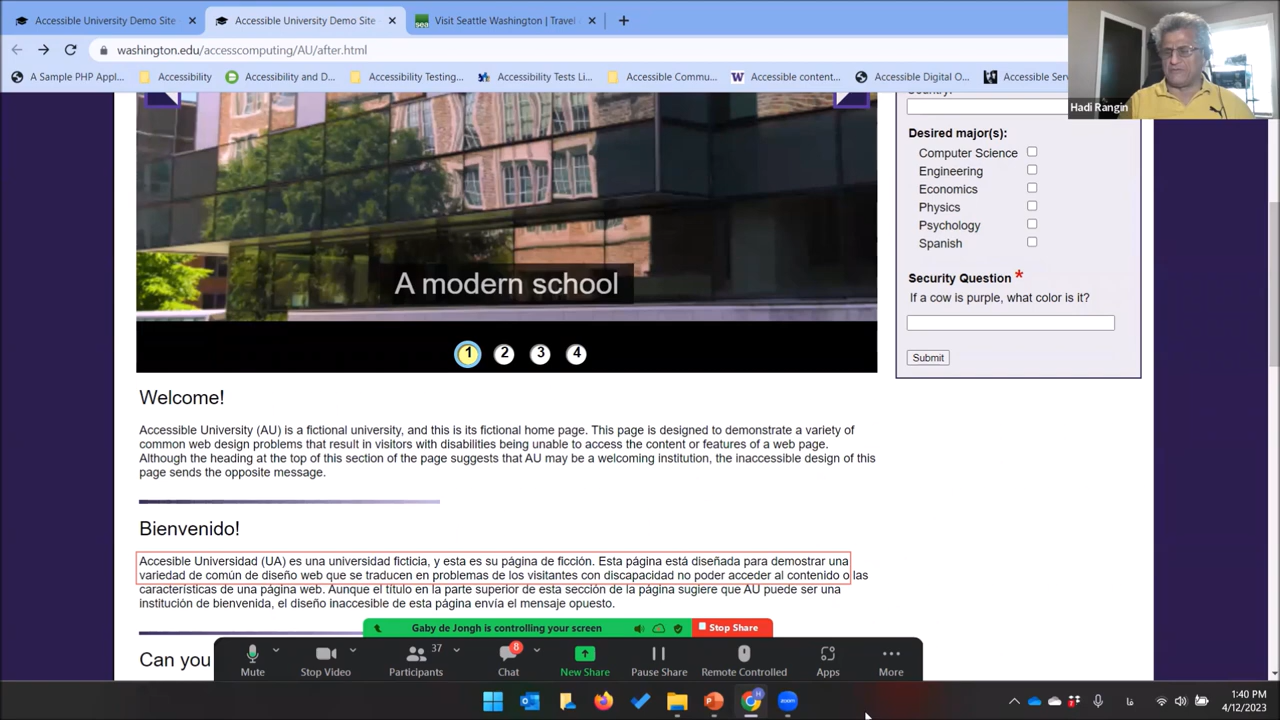 Accessible University Demo Site
Accessible University Demo Site
Visit Seattle Washington | Travel
washington.edu/accesscomputing/AU/after.html
A Sample PHP Appl...
Accessibility
Accessibility and D...
Accessibility Testing...
Accessibility Tests Li...
Accessible Commu...
Accessible content...
Accessible Digital O...
Accessible Ser
Hadi Rangin
Desired major(s):
Computer Science
Engineering
Economics
Physics
Psychology
Spanish
Security Question *
If a cow is purple, what color is it?
Submit
A modern school
1 2 3 4
Welcome!
Accessible University (AU) is a fictional university, and this is its fictional home page. This page is designed to demonstrate a variety of
common web design problems that result in visitors with disabilities being unable to access the content or features of a web page.
Although the heading at the top of this section of the page suggests that AU may be a welcoming institution, the inaccessible design of this
page sends the opposite message.
Bienvenido!
Accesible Universidad (UA) es una universidad ficticia, y esta es su página de ficción. Esta página está diseñada para demostrar una
variedad de común de diseño web que se traducen en problemas de los visitantes con discapacidad no poder acceder al contenido o las
características de una página web. Aunque el título en la parte superior de esta sección de la página sugiere que AU puede ser una
institución de bienvenida, el diseño inaccesible de esta página envía el mensaje opuesto.
Can you
Gaby de Jongh is controlling your screen
Stop Share
Mute
Stop Video
Participants 37
Chat 8
New Share
Pause Share
Remote Controlled
Apps
More
zoom
فا
1:40 PM
4/12/2023